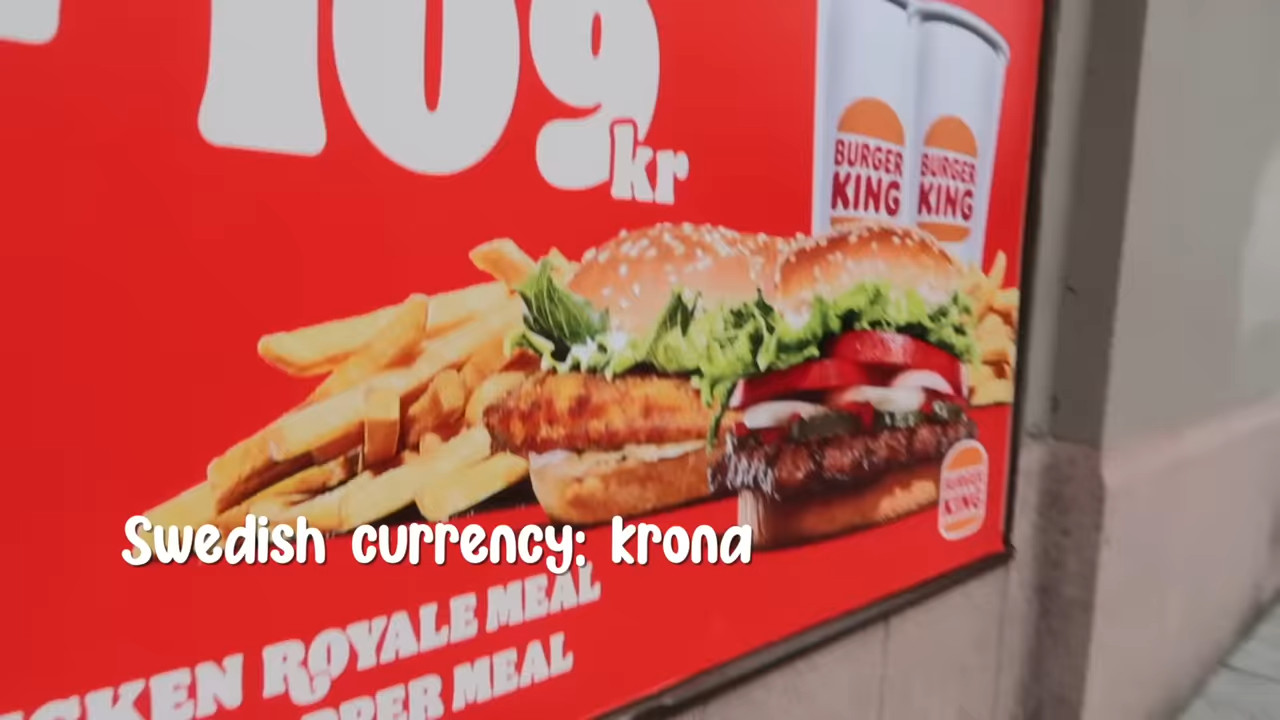 109
kr
BURGER
KING
BURGER
KING
BURGER
KING
Swedish currency: krona
ROYALE MEAL
MEAL